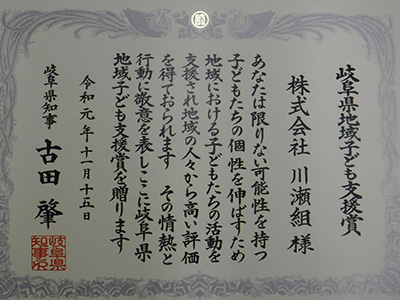 岐阜県地域子ども支援賞
株式会社 川瀬組 様
あなたは限りない可能性を持つ
子どもたちの個性を伸ばすため
地域における子どもたちの活動を
支援され地域の人々から高い評価
を得ておられます その情熱と
行動に敬意を表しここに岐阜県
地域子ども支援賞を贈ります
令和元年十一月十五日
岐阜県知事 古田 肇
岐阜県
知事印